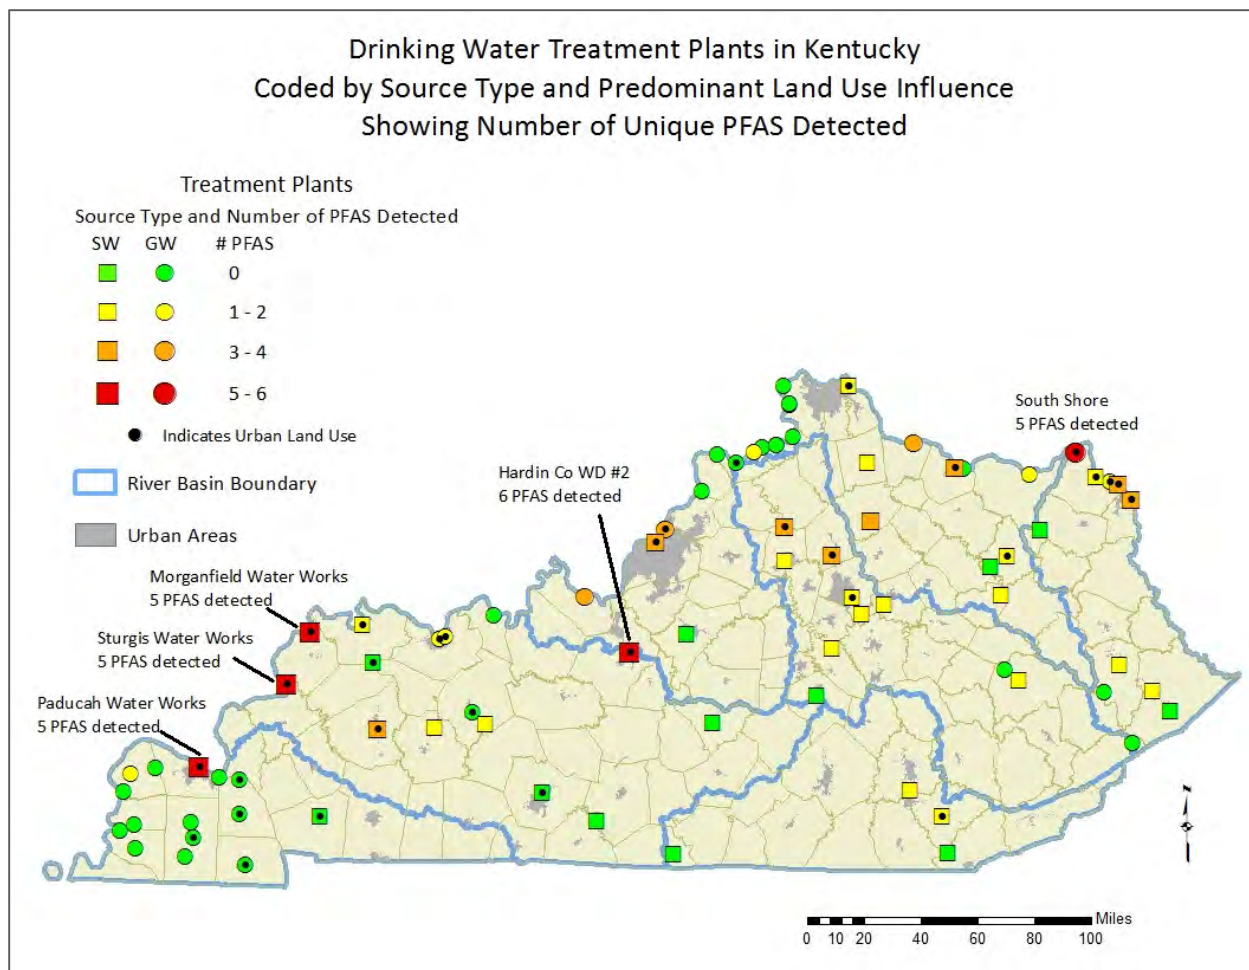 Drinking Water Treatment Plants in Kentucky
Coded by Source Type and Predominant Land Use Influence
Showing Number of Unique PFAS Detected
Treatment Plants
Source Type and Number of PFAS Detected
SW GW # PFAS
0
1 - 2
3 - 4
5 - 6
Indicates Urban Land Use
River Basin Boundary
Urban Areas
South Shore
5 PFAS detected
Hardin Co WD #2
6 PFAS detected
Morganfield Water Works
5 PFAS detected
Sturgis Water Works
5 PFAS detected
Paducah Water Works
5 PFAS detected
N
Miles
0 10 20 40 60 80 100